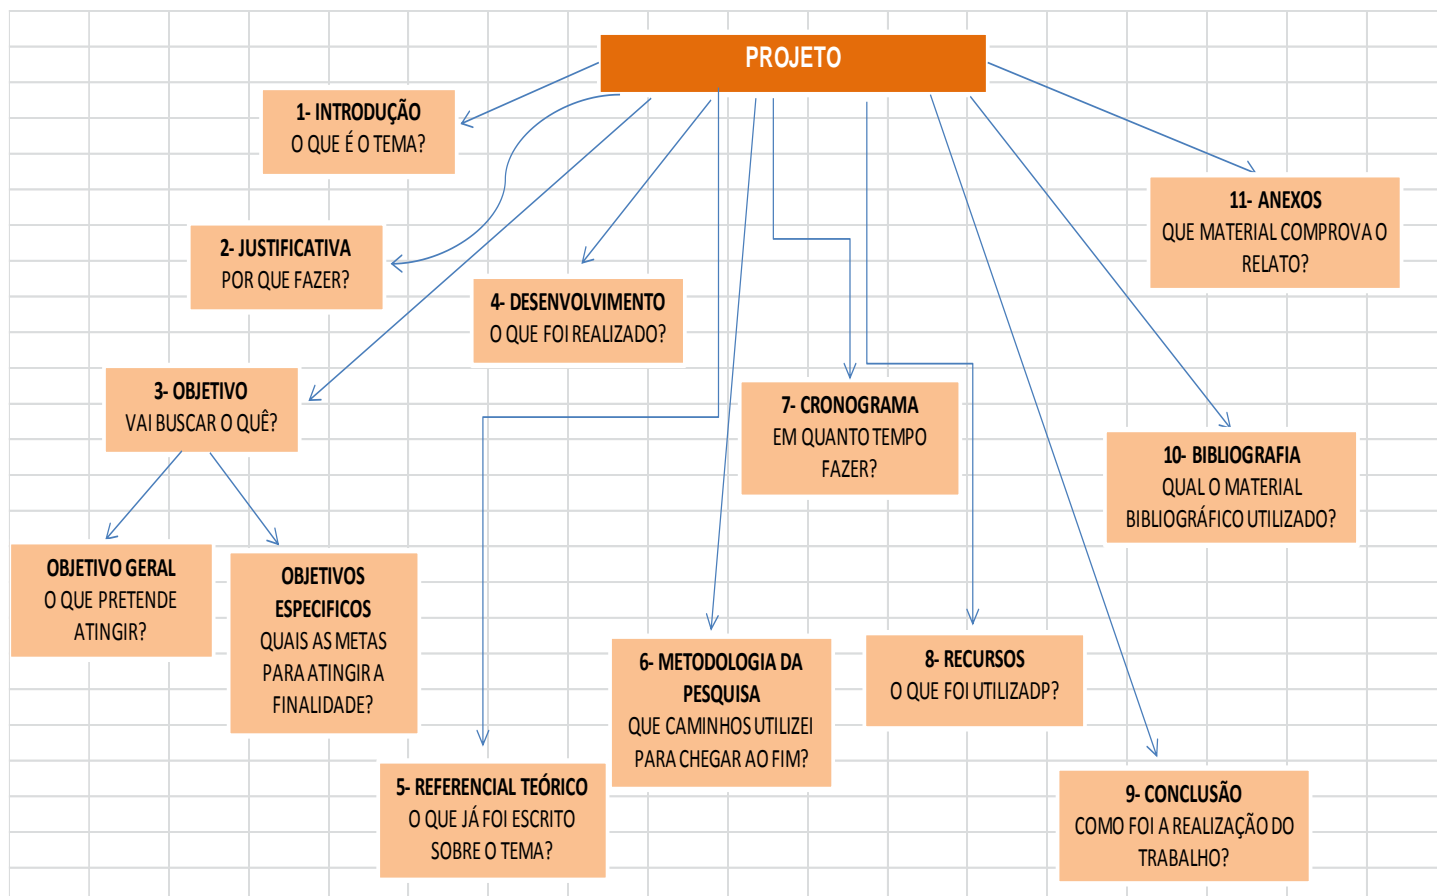 PROJETO
1- INTRODUÇÃO
O QUE É O TEMA?
2- JUSTIFICATIVA
POR QUE FAZER?
3- OBJETIVO
VAI BUSCAR O QUÊ?
OBJETIVO GERAL
O QUE PRETENDE
ATINGIR?
OBJETIVOS
ESPECIFICOS
QUAIS AS METAS
PARA ATINGIR A
FINALIDADE?
4- DESENVOLVIMENTO
O QUE FOI REALIZADO?
5- REFERENCIAL TEÓRICO
O QUE JÁ FOI ESCRITO
SOBRE O TEMA?
6- METODOLOGIA DA
PESQUISA
QUE CAMINHOS UTILIZEI
PARA CHEGAR AO FIM?
7- CRONOGRAMA
EM QUANTO TEMPO
FAZER?
8- RECURSOS
O QUE FOI UTILIZADP?
9- CONCLUSÃO
COMO FOI A REALIZAÇÃO DO
TRABALHO?
10- BIBLIOGRAFIA
QUAL O MATERIAL
BIBLIOGRÁFICO UTILIZADO?
11- ANEXOS
QUE MATERIAL COMPROVA O
RELATO?